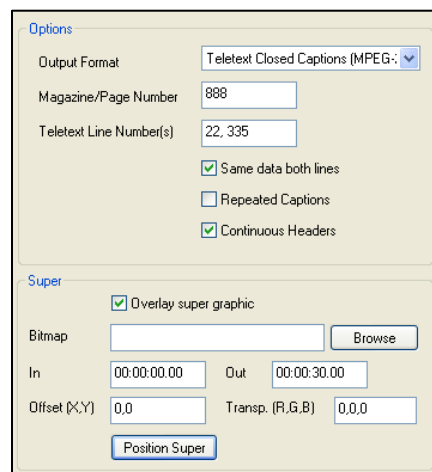 Options
Output Format Teletext Closed Captions (MPEG-2
Magazine/Page Number 888
Teletext Line Number(s) 22, 335
Same data both lines
Repeated Captions
Continuous Headers
Super
Overlay super graphic
Bitmap Browse
In 00:00:00.00 Out 00:00:30.00
Offset (X,Y) 0,0 Transp. (R,G,B) 0,0,0
Position Super